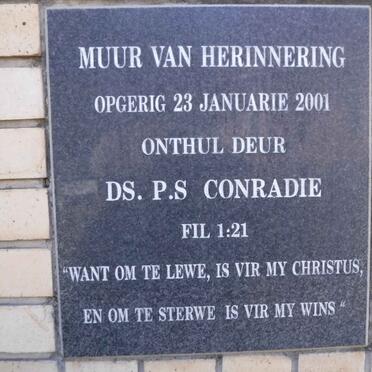 MUUR VAN HERINNERING
OPGERIG 23 JANUARIE 2001
ONTHUL DEUR
DS. P.S CONRADIE
FIL 1:21
"WANT OM TE LEWE, IS VIR MY CHRISTUS,
EN OM TE STERWE IS VIR MY WINS "